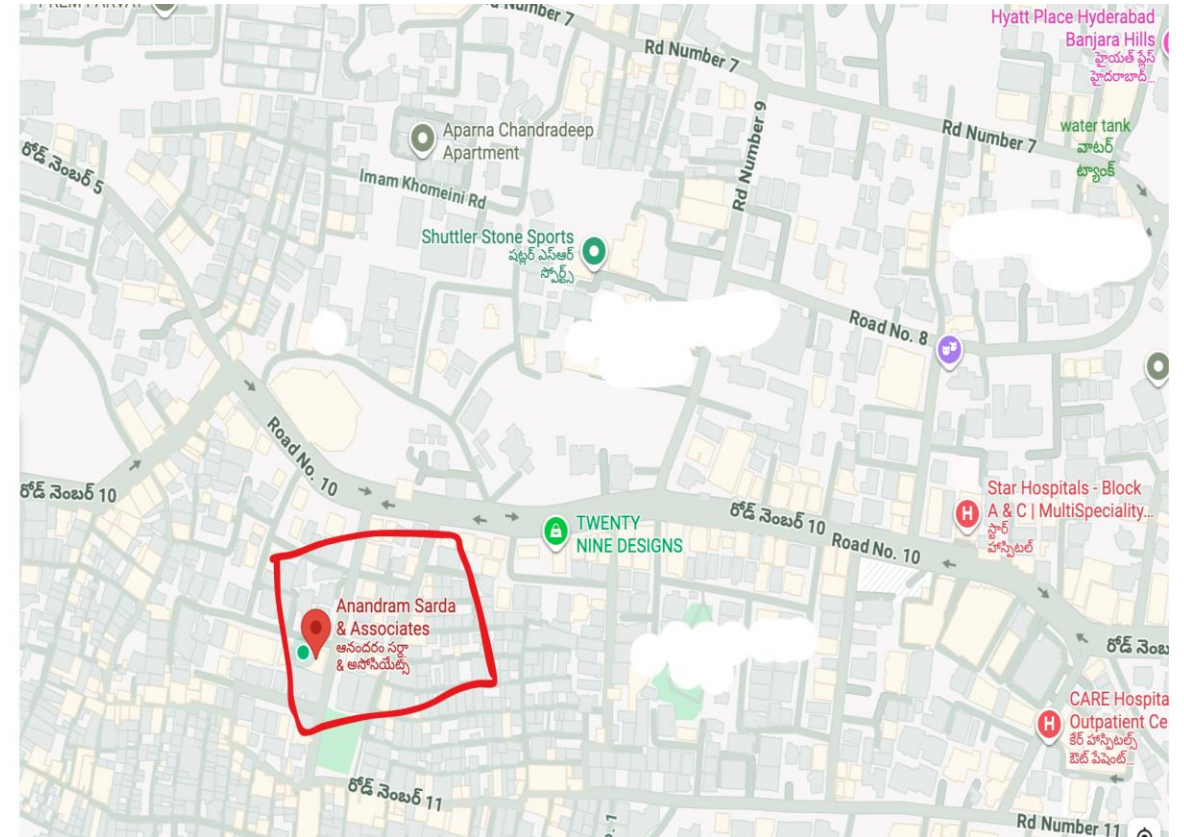 Rd Number 7
Hyatt Place Hyderabad
Banjara Hills
హైయత్ ప్లేస్
హైదరాబాద్...
Rd Number 7
Rd Number 9
Rd Number 7
water tank
వాటర్
ట్యాంక్
Aparna Chandradeep
Apartment
రోడ్ నెంబర్ 5
Imam Khomeini Rd
Shuttler Stone Sports
షట్లర్ ఎస్ఆర్
స్పోర్ట్స్
Road No. 8
Road No. 10
రోడ్ నెంబర్ 10
Star Hospitals - Block
A & C | MultiSpeciality...
స్టార్
హాస్పిటల్
TWENTY
NINE DESIGNS
రోడ్ నెంబర్ 10
Road No. 10
Anandram Sarda
& Associates
ఆనందరం సర్డా
& అసోసియేట్స్
రోడ్ నెంబ
CARE Hospita
Outpatient Ce
కేర్ హాస్పిటల్స్
ఔట్ పేషెంట్...
రోడ్ నెంబర్ 11
Rd Number 11